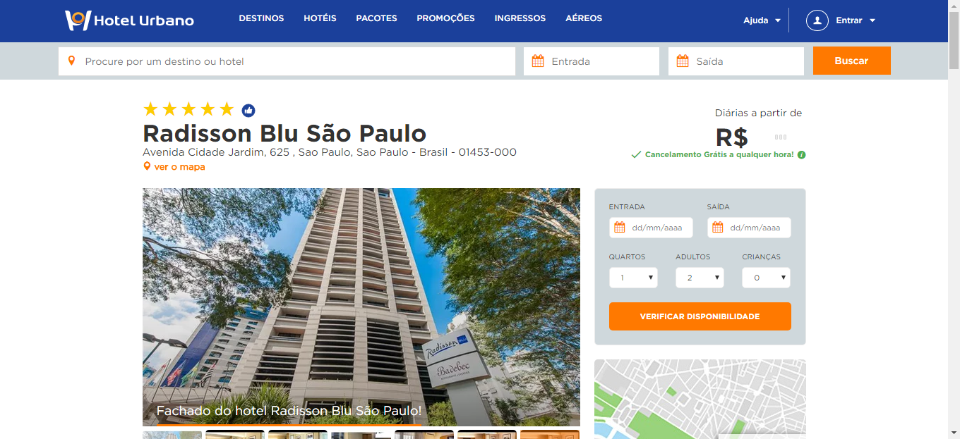 Hotel Urbano
DESTINOS HOTÉIS PACOTES PROMOÇÕES INGRESSOS AÉREOS
Ajuda Entrar
Procure por um destino ou hotel
Entrada
Saída
Buscar
Radisson Blu São Paulo
Avenida Cidade Jardim, 625 , Sao Paulo, Sao Paulo - Brasil - 01453-000
ver o mapa
Diárias a partir de
R$
Cancelamento Grátis a qualquer hora!
Radisson BLU
Badebec
Fachado do hotel Radisson Blu São Paulo!
ENTRADA SAÍDA
dd/mm/aaaa dd/mm/aaaa
QUARTOS ADULTOS CRIANÇAS
1 2 0
VERIFICAR DISPONIBILIDADE